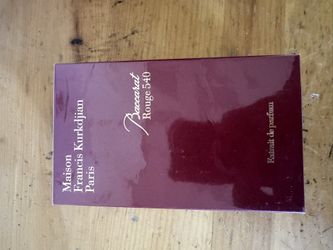 Maison
Francis Kurkdjian
Paris
Baccarat
Rouge 540
Extrait de parfum